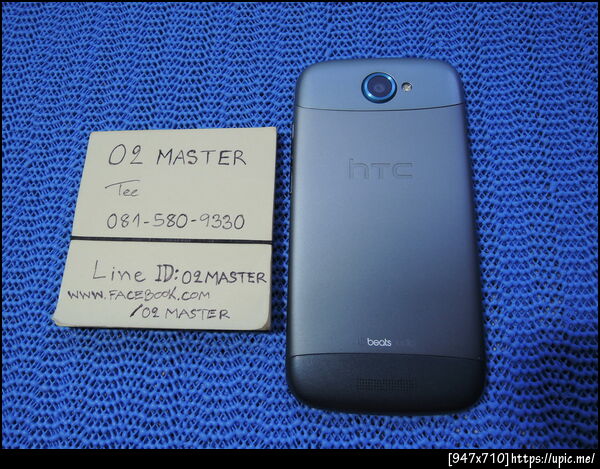 O2 MASTER
Tee
081-580-9330
Line ID: O2MASTER
WWW.FACEBOOK.COM
/O2 MASTER
hTC
beats audio
[947x710]https://upic.me/